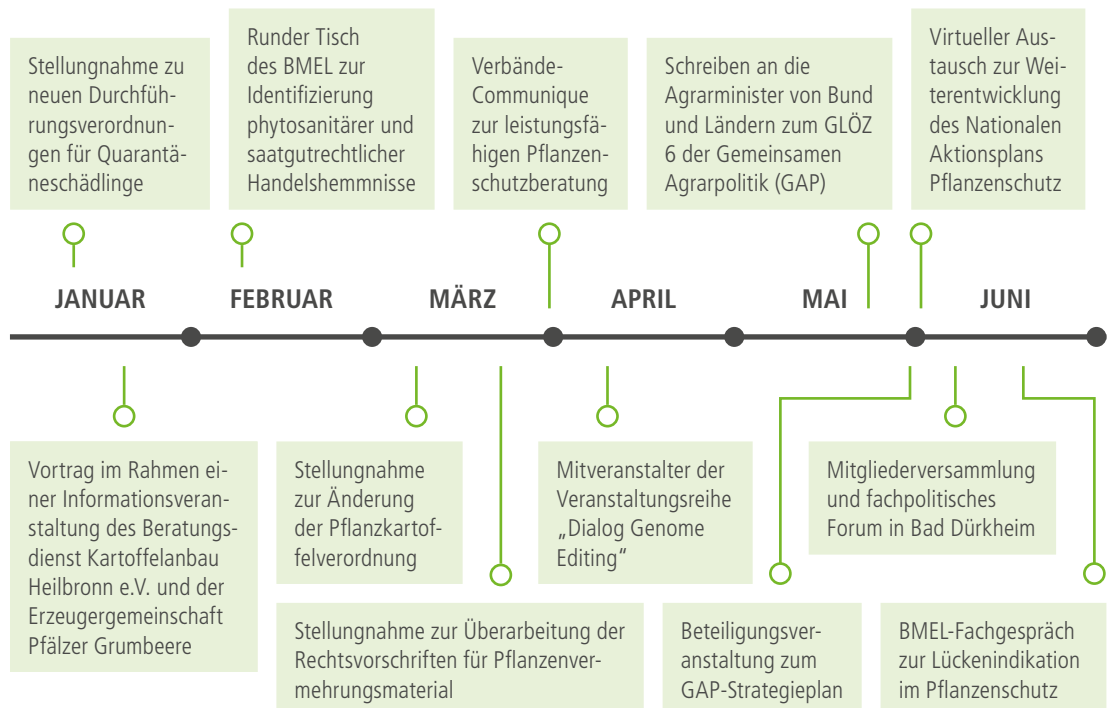 Stellungnahme zu
neuen Durchfüh-
rungsverordnun-
gen für Quarantä-
neschädlinge
Runder Tisch
des BMEL zur
Identifizierung
phytosanitärer und
saatgutrechtlicher
Handelshemmnisse
Verbände-
Communique
zur leistungsfä-
higen Pflanzen-
schutzberatung
Schreiben an die
Agrarminister von Bund
und Ländern zum GLÖZ
6 der Gemeinsamen
Agrarpolitik (GAP)
Virtueller Aus-
tausch zur Wei-
terentwicklung
des Nationalen
Aktionsplans
Pflanzenschutz
JANUAR
FEBRUAR
MÄRZ
APRIL
MAI
JUNI
Vortrag im Rahmen ei-
ner Informationsveran-
staltung des Beratungs-
dienst Kartoffelanbau
Heilbronn e.V. und der
Erzeugergemeinschaft
Pfälzer Grumbeere
Stellungnahme
zur Änderung
der Pflanzkartof-
felverordnung
Stellungnahme zur Überarbeitung der
Rechtsvorschriften für Pflanzenver-
mehrungsmaterial
Mitveranstalter der
Veranstaltungsreihe
„Dialog Genome
Editing“
Beteiligungsver-
anstaltung zum
GAP-Strategieplan
Mitgliederversammlung
und fachpolitisches
Forum in Bad Dürkheim
BMEL-Fachgespräch
zur Lückenindikation
im Pflanzenschutz